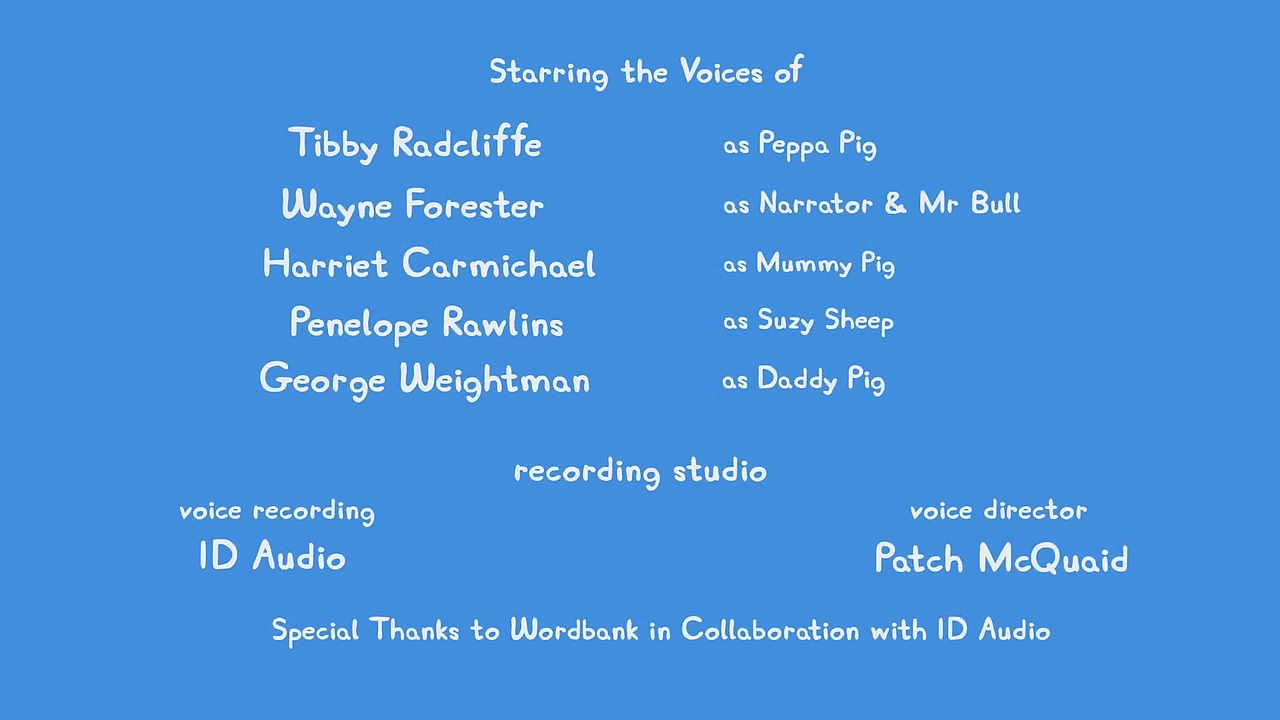 Starring the Voices of
Tibby Radcliffe as Peppa Pig
Wayne Forester as Narrator & Mr Bull
Harriet Carmichael as Mummy Pig
Penelope Rawlins as Suzy Sheep
George Weightman as Daddy Pig
recording studio
voice recording voice director
ID Audio Patch McQuaid
Special Thanks to Wordbank in Collaboration with ID Audio